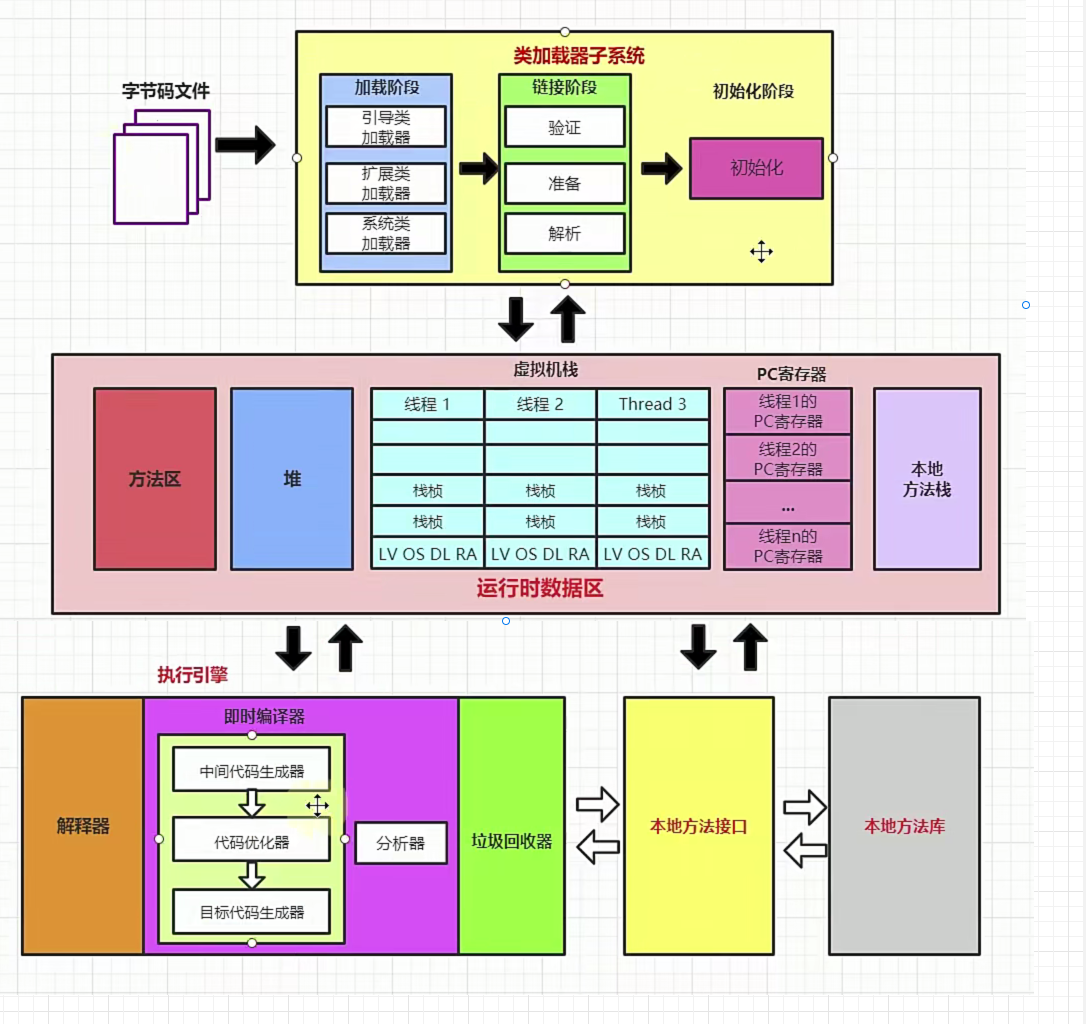 类加载器子系统
字节码文件
加载阶段
引导类
加载器
扩展类
加载器
系统类
加载器
链接阶段
验证
准备
解析
初始化阶段
初始化
虚拟机栈
PC寄存器
方法区
堆
线程 1 线程 2 Thread 3
栈桢 栈桢 栈桢
栈桢 栈桢 栈桢
LV OS DL RA LV OS DL RA LV OS DL RA
线程1的
PC寄存器
线程2的
PC寄存器
...
线程n的
PC寄存器
本地
方法栈
运行时数据区
执行引擎
解释器
即时编译器
中间代码生成器
代码优化器
目标代码生成器
分析器
垃圾回收器
本地方法接口
本地方法库